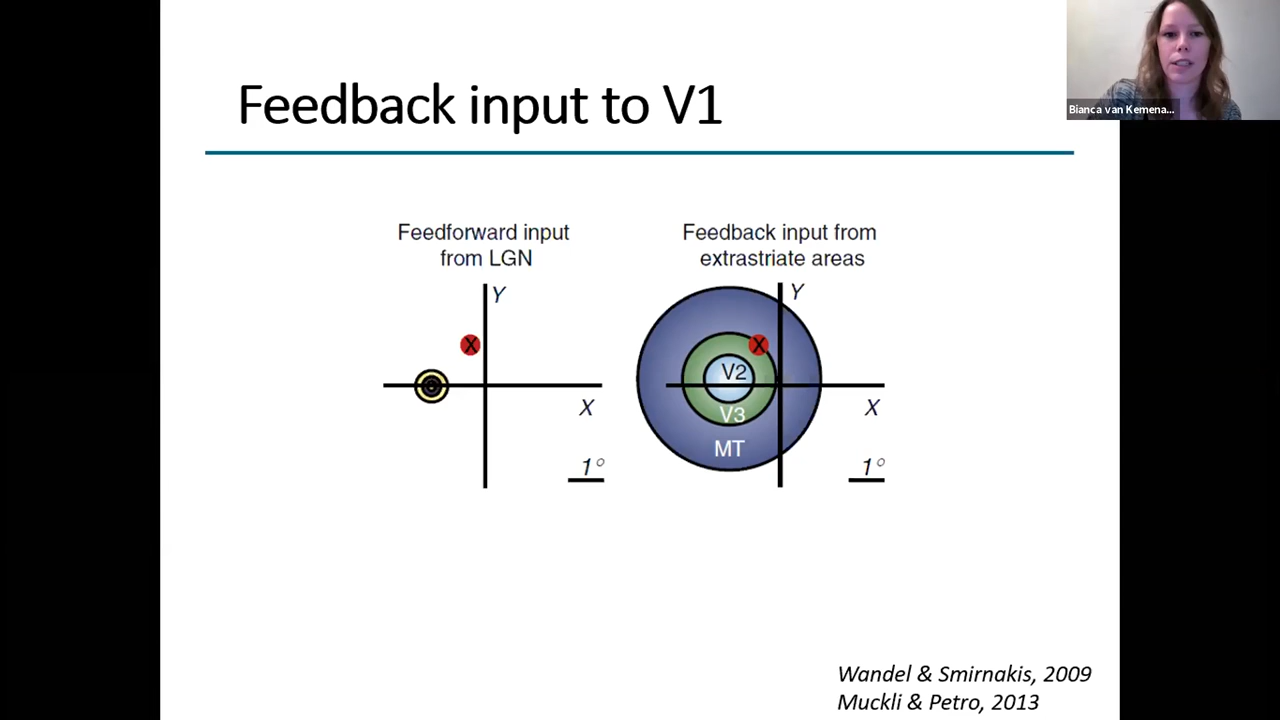 Feedback input to V1
Bianca van Kemena...
Feedforward input
from LGN
Y
X
X
1°
Feedback input from
extrastriate areas
Y
X
V2
V3
MT
X
1°
Wandel & Smirnakis, 2009
Muckli & Petro, 2013